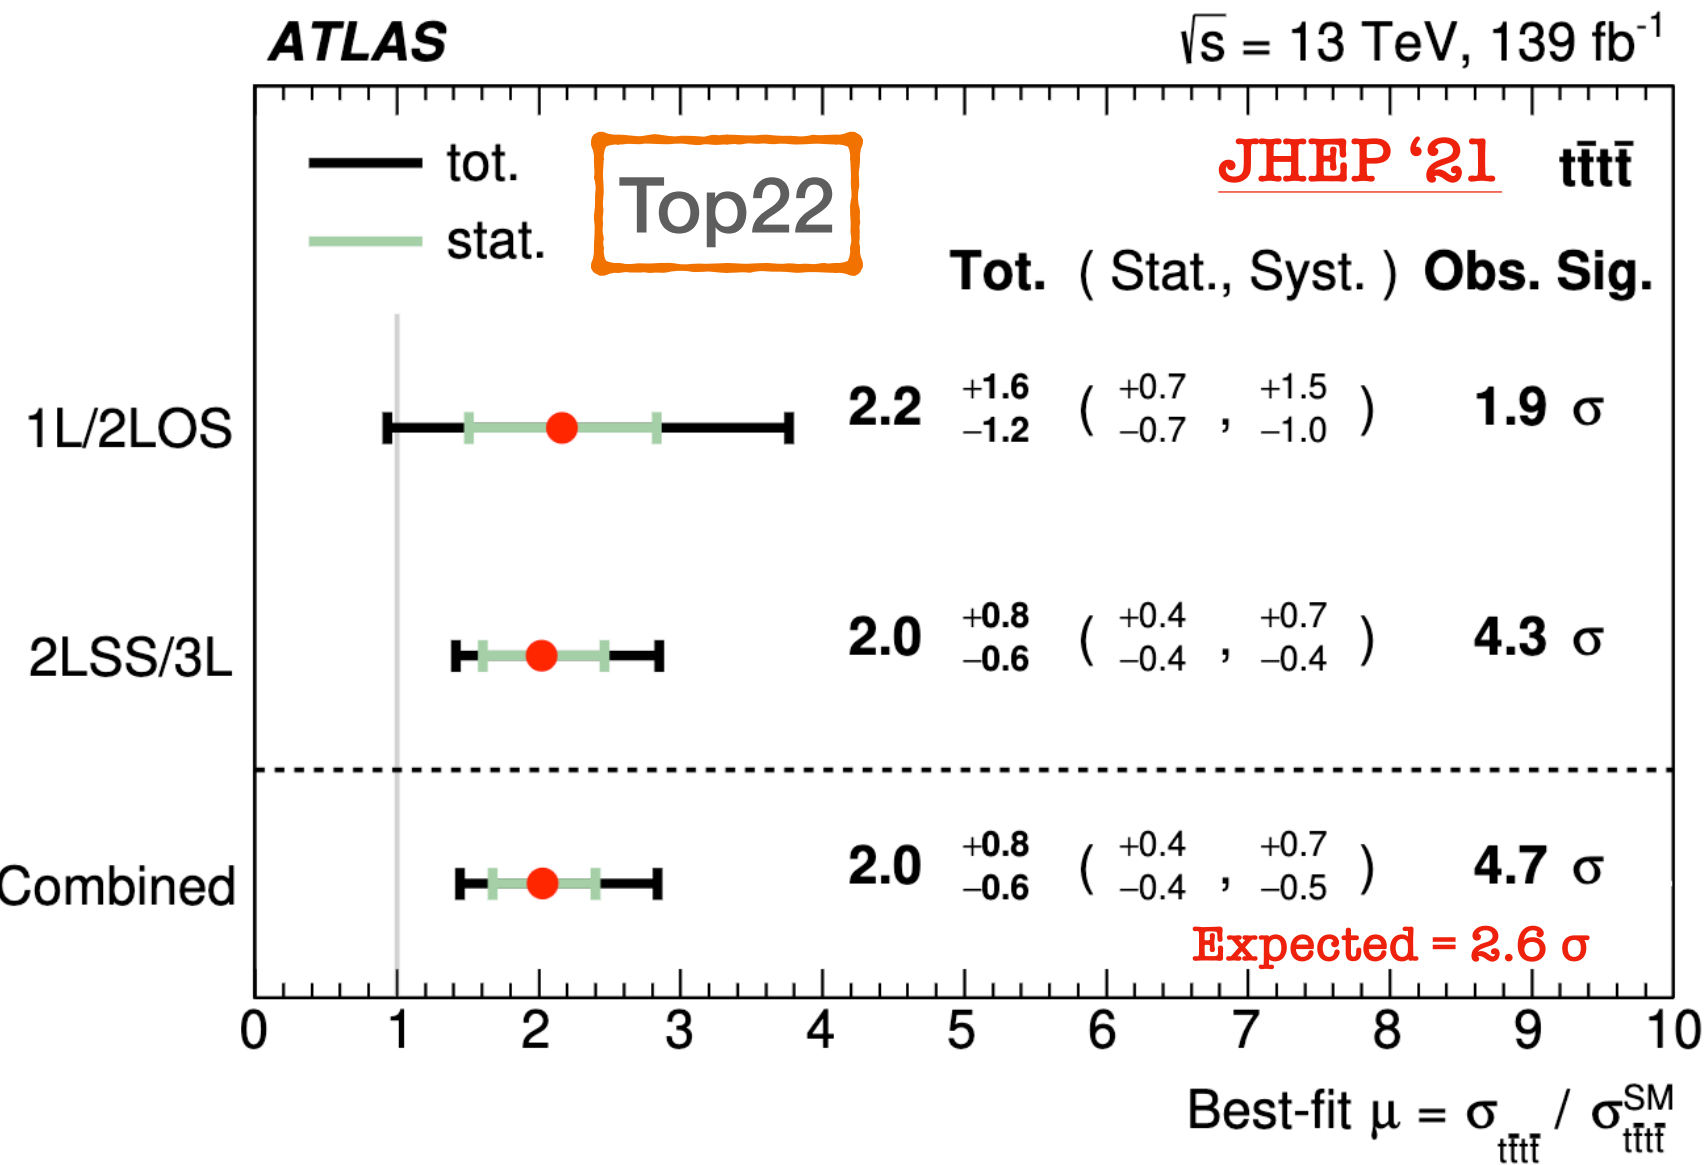 ATLAS √s = 13 TeV, 139 fb⁻¹
tot. Top22 JHEP ‘21 tt̄tt̄
stat.
Tot. ( Stat., Syst. ) Obs. Sig.
1L/2LOS 2.2 +1.6 −1.2 ( +0.7 −0.7 , +1.5 −1.0 ) 1.9 σ
2LSS/3L 2.0 +0.8 −0.6 ( +0.4 −0.4 , +0.7 −0.4 ) 4.3 σ
Combined 2.0 +0.8 −0.6 ( +0.4 −0.4 , +0.7 −0.5 ) 4.7 σ
Expected = 2.6 σ
0 1 2 3 4 5 6 7 8 9 10
Best-fit μ = σ_tt̄tt̄ / σ^SM_tt̄tt̄